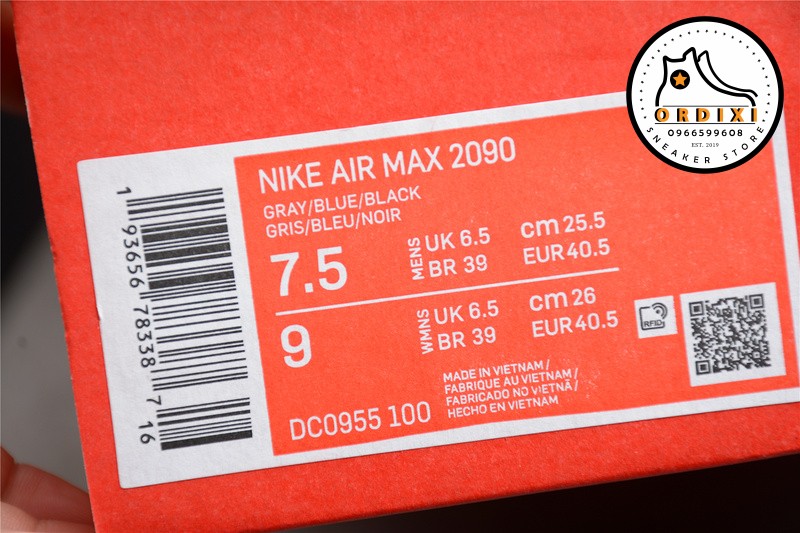 ORDIXI
0966599608
EST. 2019
SNEAKER STORE
NIKE AIR MAX 2090
GRAY/BLUE/BLACK
GRIS/BLEU/NOIR
7.5
MENS
UK 6.5
BR 39
cm 25.5
EUR 40.5
9
WMNS
UK 6.5
BR 39
cm 26
EUR 40.5
RFID
DC0955 100
MADE IN VIETNAM/
FABRIQUE AU VIETNAM/
FABRICADO NO VIETNÃ/
HECHO EN VIETNAM
1 93656 78338 7 16